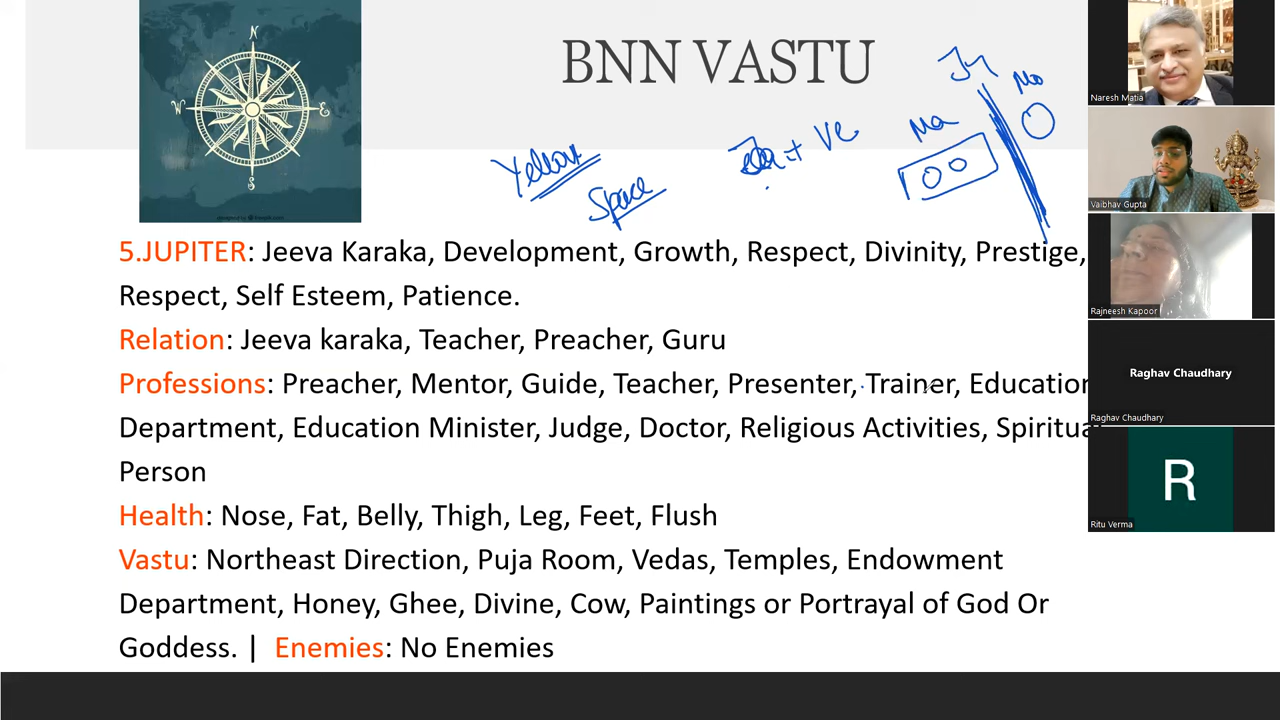 N
W
E
S
BNN VASTU
Yellow
Space
+ ve
Ma
Ju
Mo
5.JUPITER: Jeeva Karaka, Development, Growth, Respect, Divinity, Prestige,
Respect, Self Esteem, Patience.
Relation: Jeeva karaka, Teacher, Preacher, Guru
Professions: Preacher, Mentor, Guide, Teacher, Presenter, Trainer, Education
Department, Education Minister, Judge, Doctor, Religious Activities, Spiritual
Person
Health: Nose, Fat, Belly, Thigh, Leg, Feet, Flush
Vastu: Northeast Direction, Puja Room, Vedas, Temples, Endowment
Department, Honey, Ghee, Divine, Cow, Paintings or Portrayal of God Or
Goddess. | Enemies: No Enemies
Naresh Matia
Vaibhav Gupta
Rajneesh Kapoor
Raghav Chaudhary
Raghav Chaudhary
R
Ritu Verma